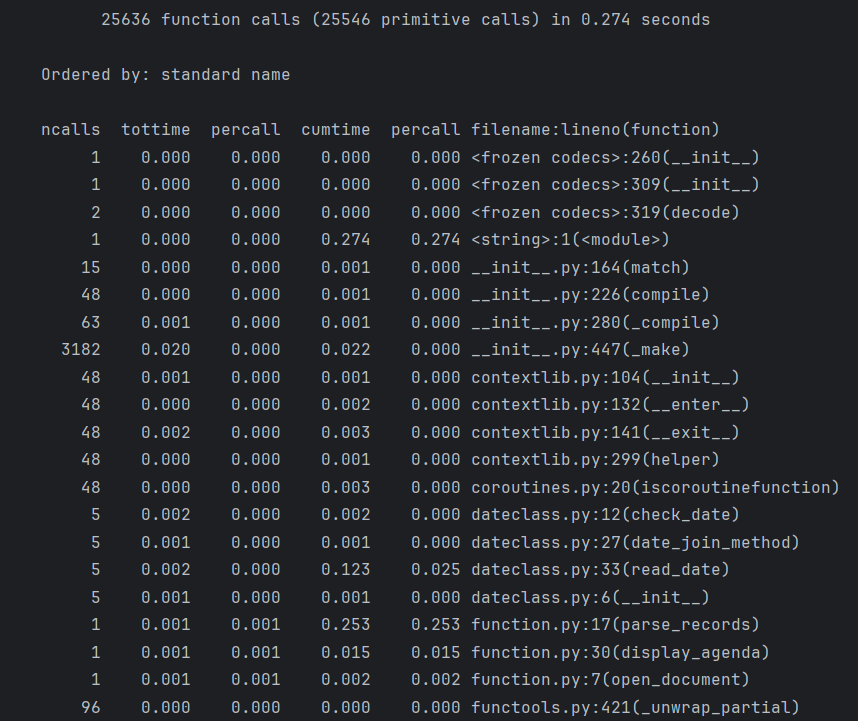 25636 function calls (25546 primitive calls) in 0.274 seconds
Ordered by: standard name
ncalls  tottime  percall  cumtime  percall filename:lineno(function)
1    0.000    0.000    0.000    0.000 <frozen codecs>:260(__init__)
1    0.000    0.000    0.000    0.000 <frozen codecs>:309(__init__)
2    0.000    0.000    0.000    0.000 <frozen codecs>:319(decode)
1    0.000    0.000    0.274    0.274 <string>:1(<module>)
15    0.000    0.000    0.001    0.000 __init__.py:164(match)
48    0.000    0.000    0.001    0.000 __init__.py:226(compile)
63    0.001    0.000    0.001    0.000 __init__.py:280(_compile)
3182    0.020    0.000    0.022    0.000 __init__.py:447(_make)
48    0.001    0.000    0.001    0.000 contextlib.py:104(__init__)
48    0.000    0.000    0.002    0.000 contextlib.py:132(__enter__)
48    0.002    0.000    0.003    0.000 contextlib.py:141(__exit__)
48    0.000    0.000    0.001    0.000 contextlib.py:299(helper)
48    0.000    0.000    0.003    0.000 coroutines.py:20(iscoroutinefunction)
5    0.002    0.000    0.002    0.000 dateclass.py:12(check_date)
5    0.001    0.000    0.001    0.000 dateclass.py:27(date_join_method)
5    0.002    0.000    0.123    0.025 dateclass.py:33(read_date)
5    0.001    0.000    0.001    0.000 dateclass.py:6(__init__)
1    0.001    0.001    0.253    0.253 function.py:17(parse_records)
1    0.001    0.001    0.015    0.015 function.py:30(display_agenda)
1    0.001    0.001    0.002    0.002 function.py:7(open_document)
96    0.000    0.000    0.000    0.000 functools.py:421(_unwrap_partial)